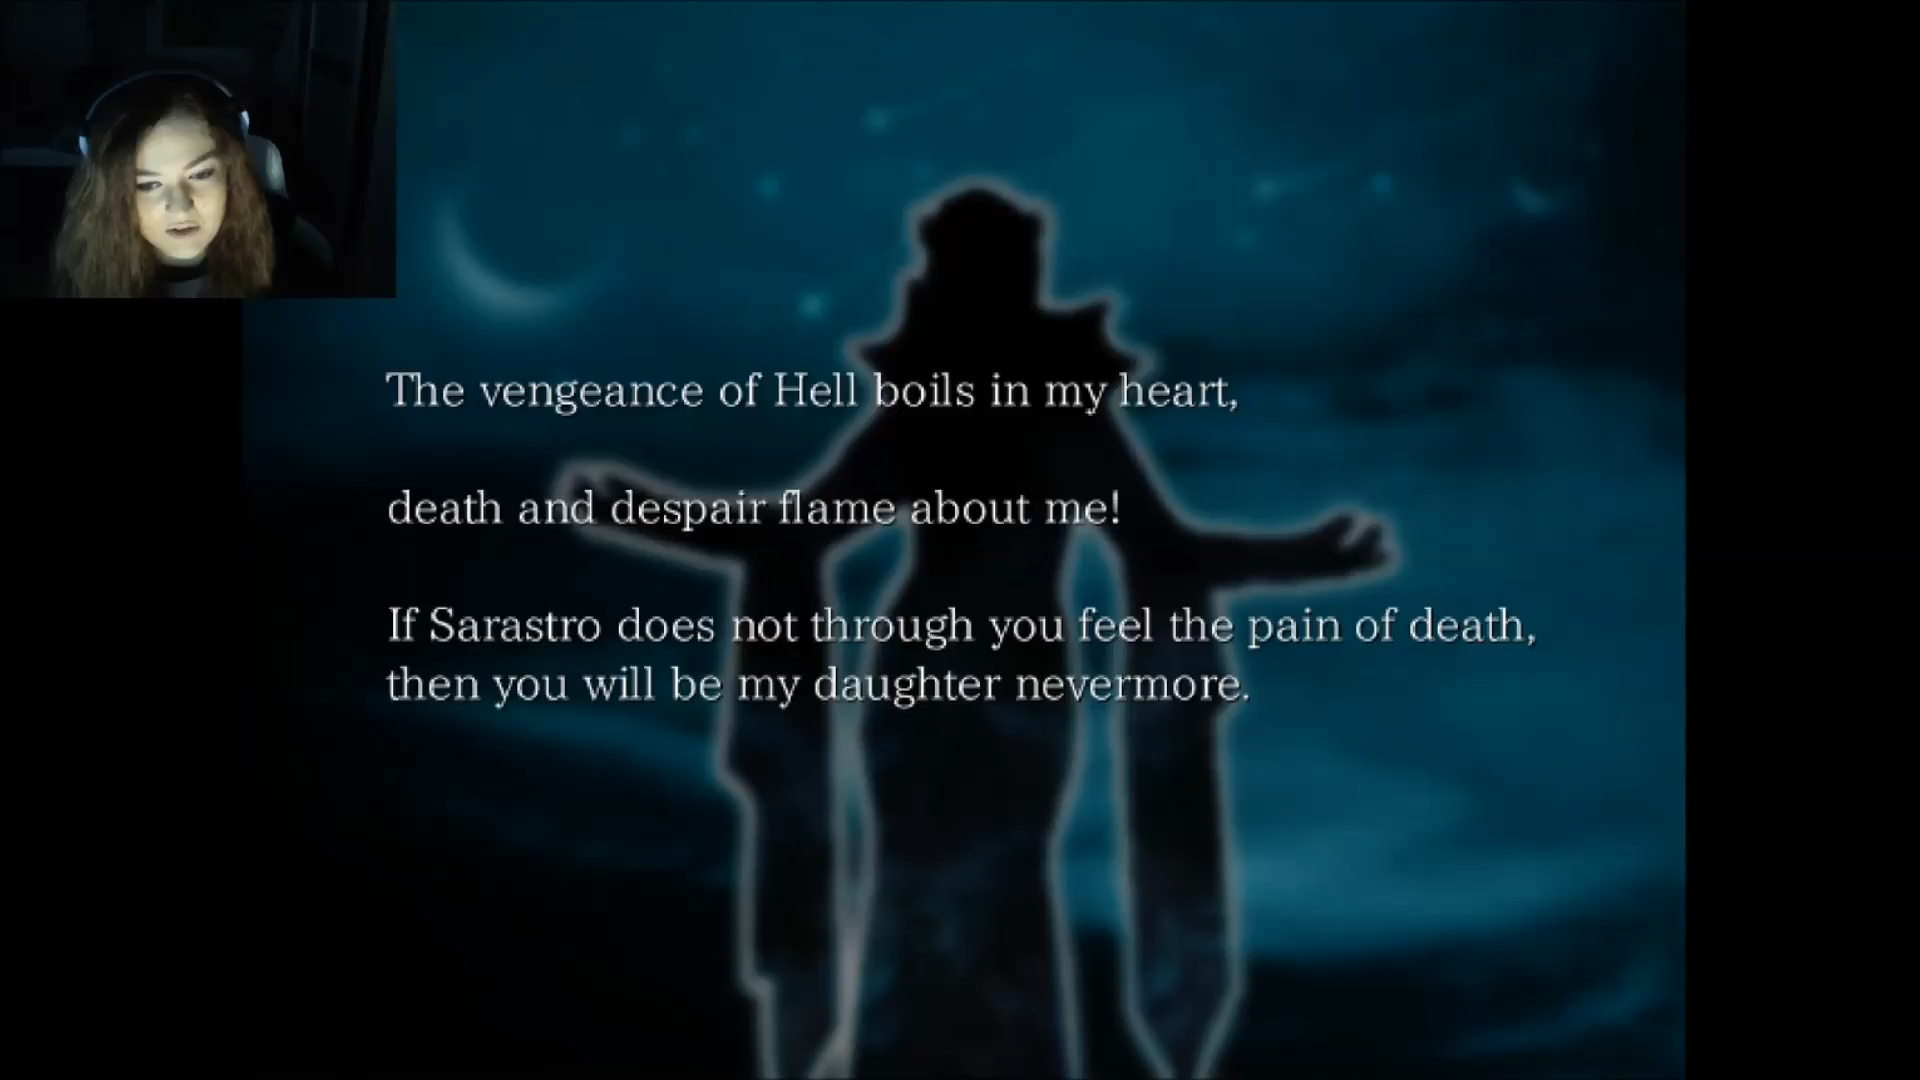 The vengeance of Hell boils in my heart,
death and despair flame about me!
If Sarastro does not through you feel the pain of death,
then you will be my daughter nevermore.